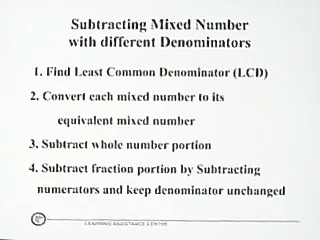 Subtracting Mixed Number
with different Denominators
1. Find Least Common Denominator (LCD)
2. Convert each mixed number to its
equivalent mixed number
3. Subtract whole number portion
4. Subtract fraction portion by Subtracting
numerators and keep denominator unchanged
LEARNING ASSISTANCE CENTER